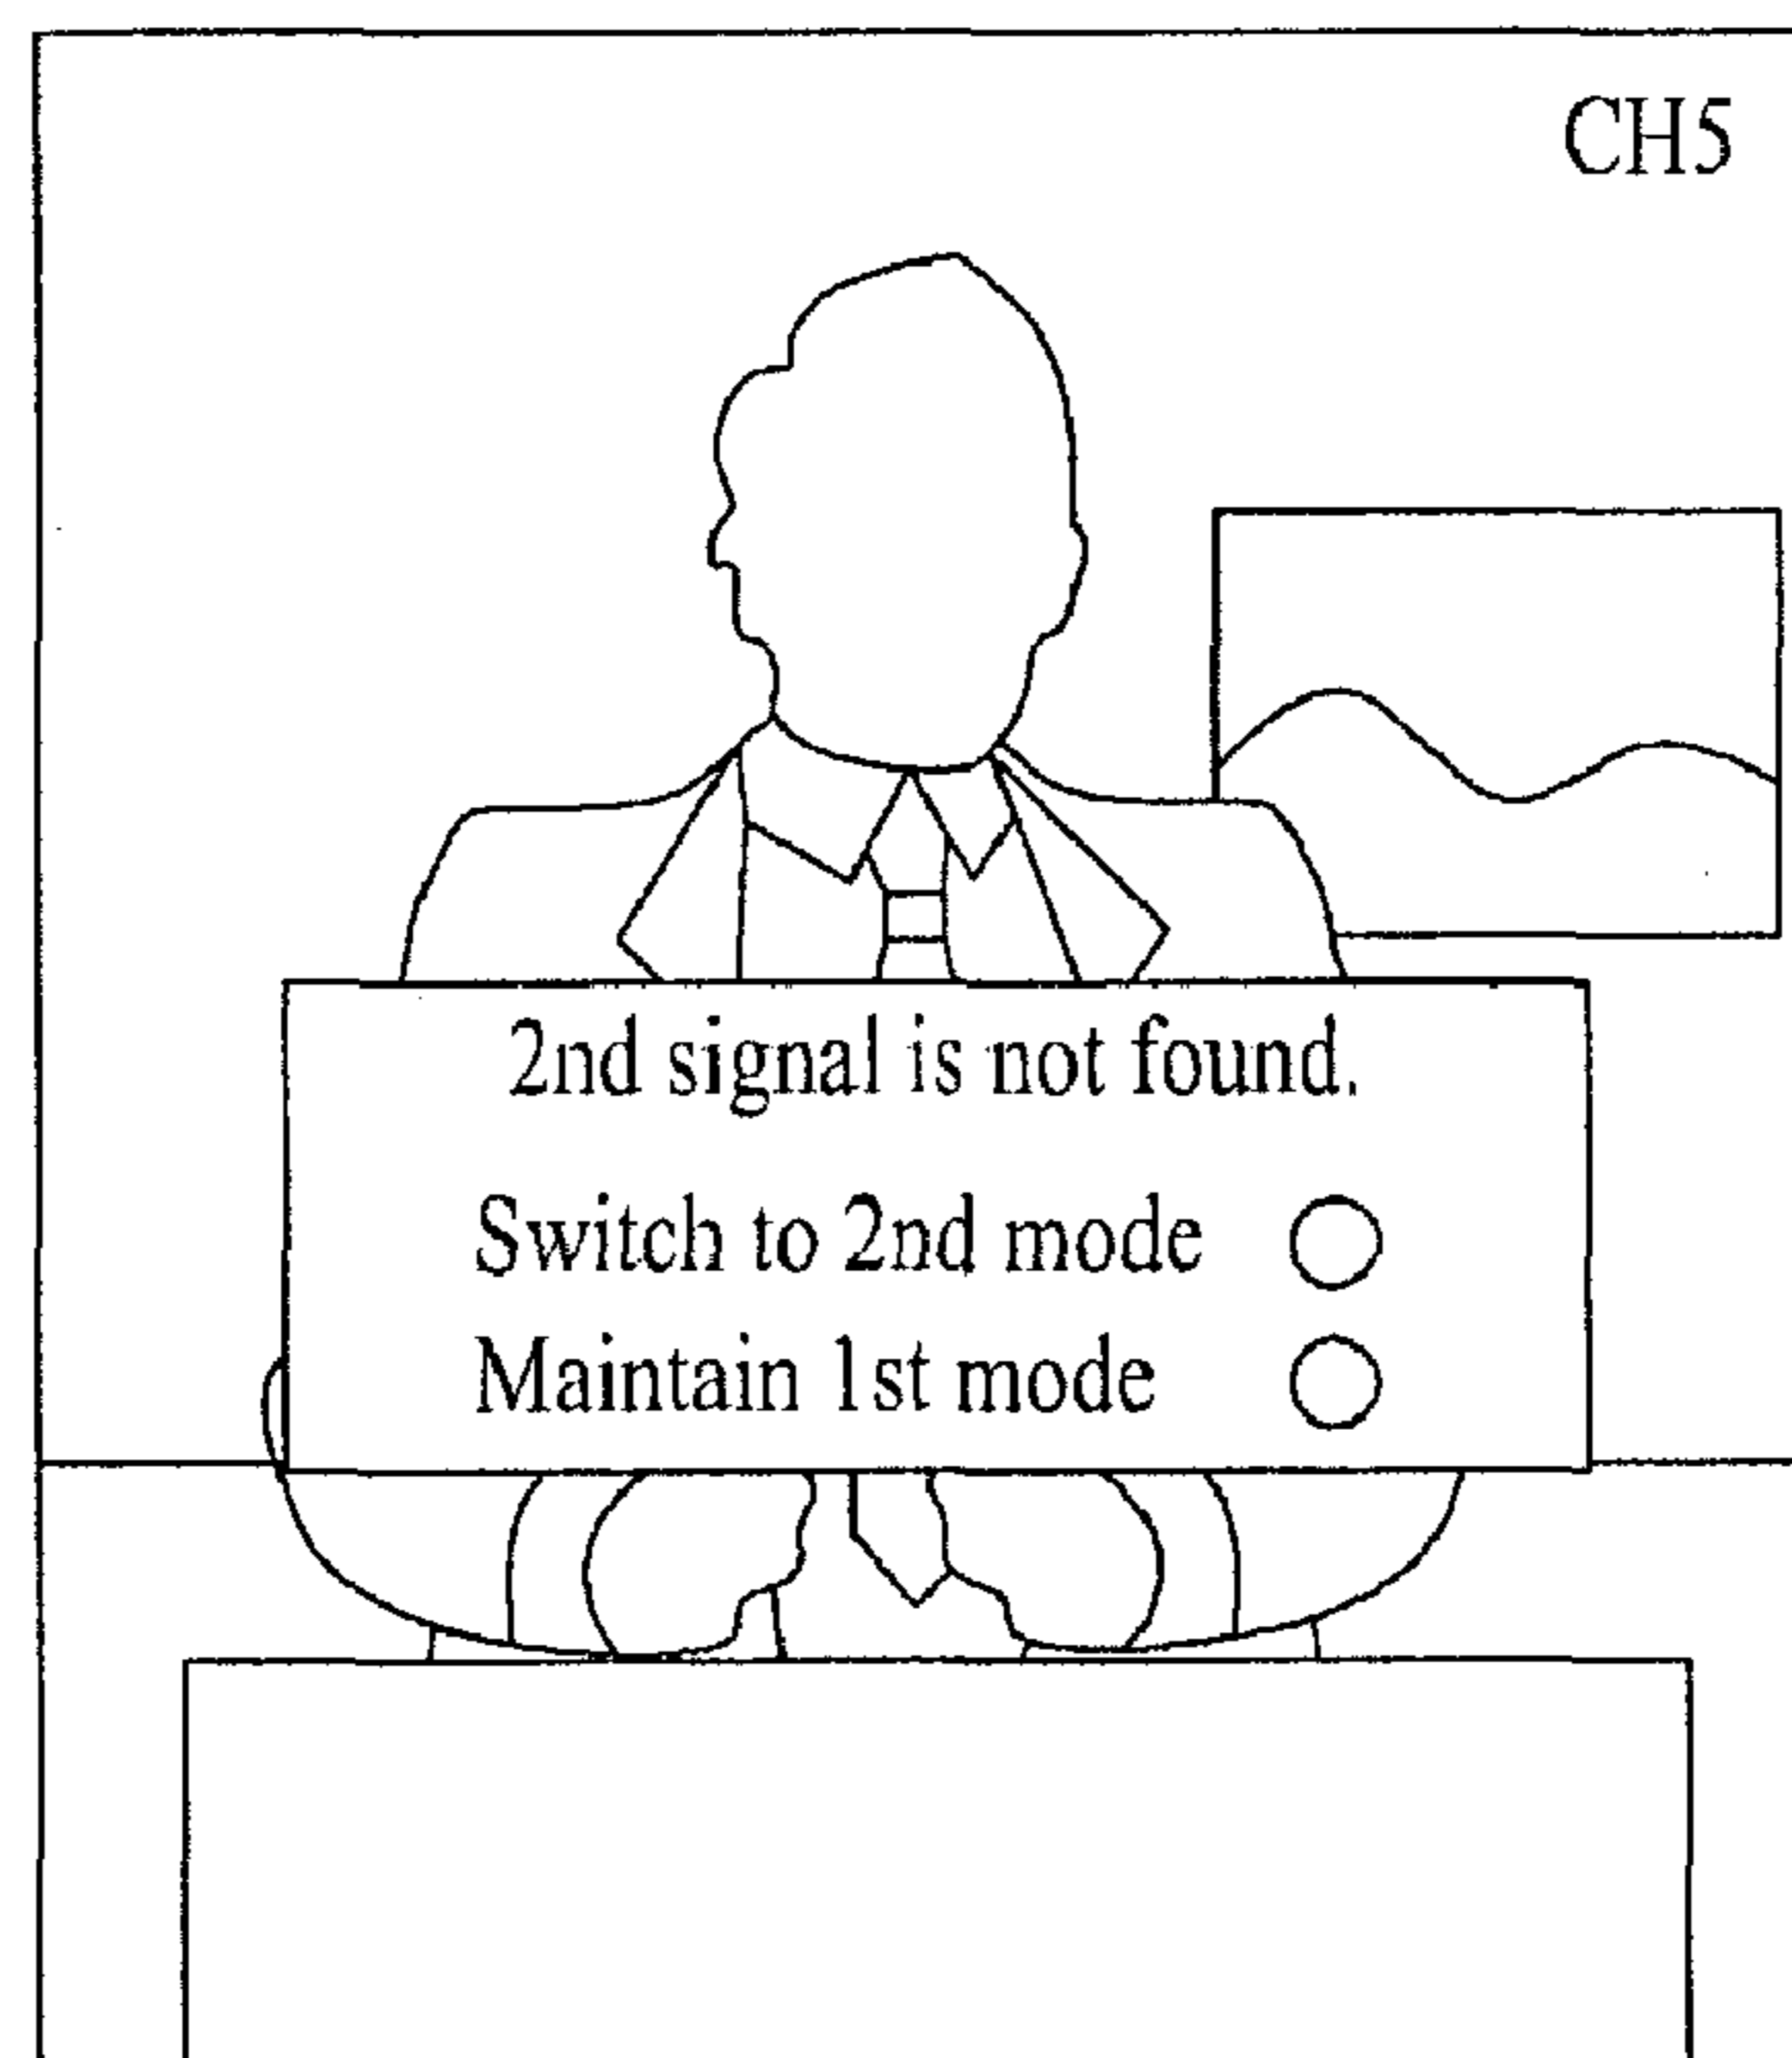 CH5
2nd signal is not found.
Switch to 2nd mode
Maintain 1st mode